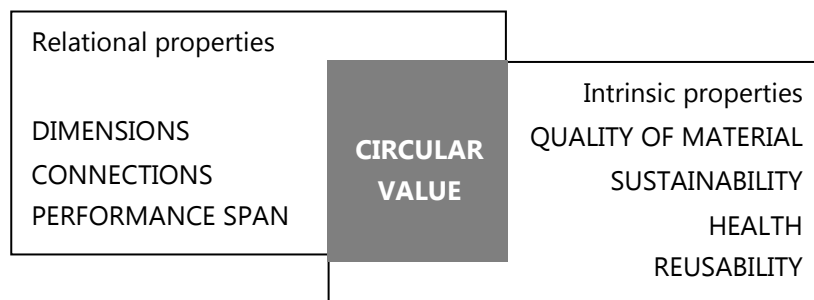 Relational properties
DIMENSIONS
CONNECTIONS
PERFORMANCE SPAN
CIRCULAR
VALUE
Intrinsic properties
QUALITY OF MATERIAL
SUSTAINABILITY
HEALTH
REUSABILITY